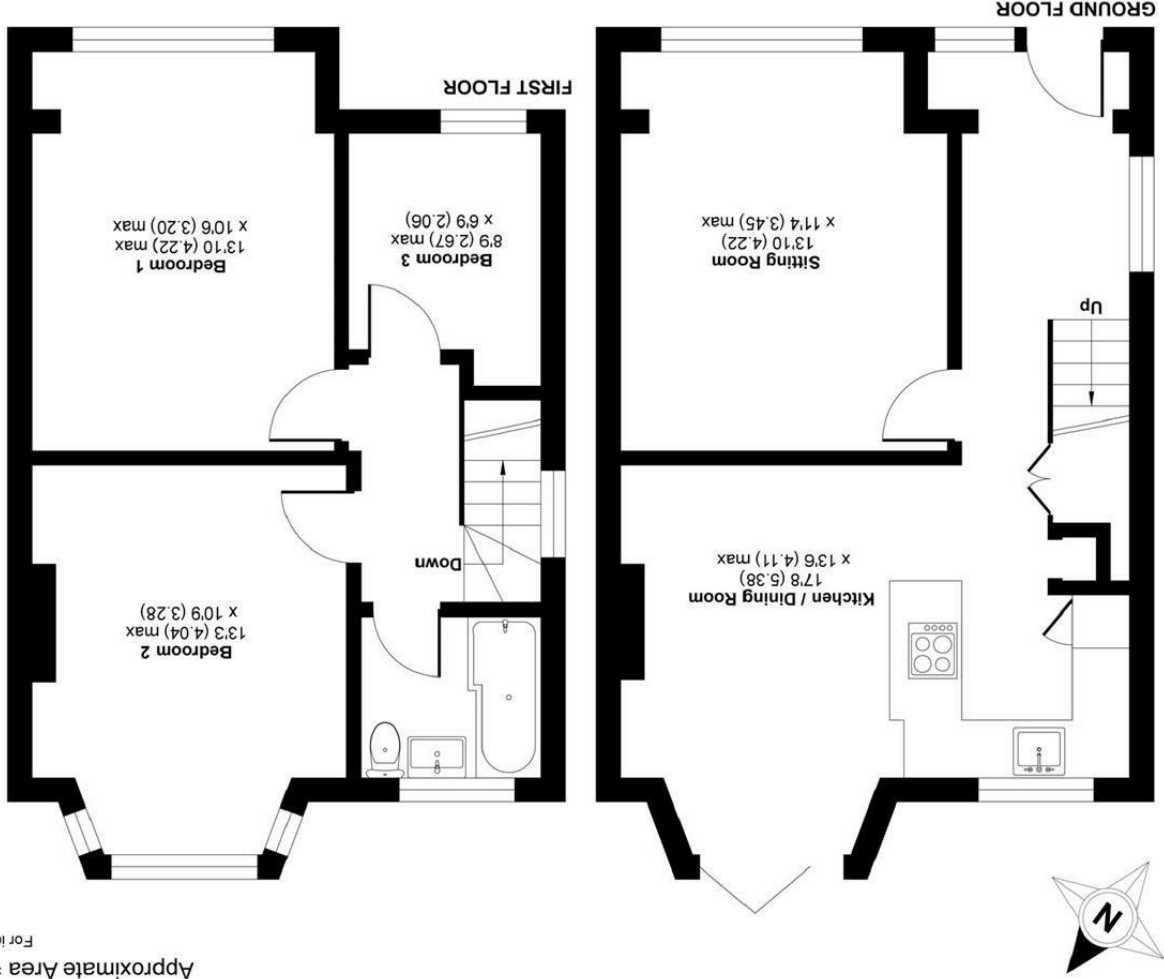 Approximate Area
For
N
Kitchen / Dining Room
17'8 (5.38)
x 13'6 (4.11) max
Up
Sitting Room
13'10 (4.22)
x 11'4 (3.45) max
GROUND FLOOR
Bedroom 2
13'3 (4.04) max
x 10'9 (3.28)
Down
Bedroom 3
8'9 (2.67) max
x 6'9 (2.06)
Bedroom 1
13'10 (4.22) max
x 10'6 (3.20) max
FIRST FLOOR